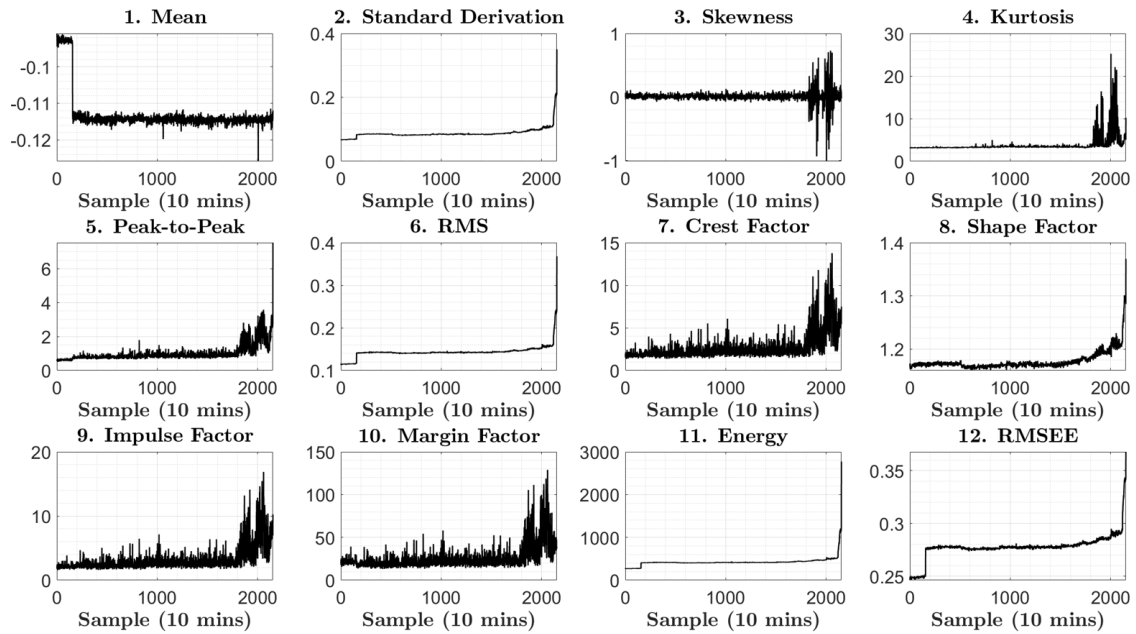 1. Mean
2. Standard Derivation
3. Skewness
4. Kurtosis
-0.1
-0.11
-0.12
0 1000 2000
Sample (10 mins)
0.4
0.2
0
0 1000 2000
Sample (10 mins)
1
0
-1
0 1000 2000
Sample (10 mins)
30
20
10
0
0 1000 2000
Sample (10 mins)
5. Peak-to-Peak
6. RMS
7. Crest Factor
8. Shape Factor
6
4
2
0
0 1000 2000
Sample (10 mins)
0.4
0.3
0.2
0.1
0 1000 2000
Sample (10 mins)
15
10
5
0
0 1000 2000
Sample (10 mins)
1.4
1.3
1.2
0 1000 2000
Sample (10 mins)
9. Impulse Factor
10. Margin Factor
11. Energy
12. RMSEE
20
10
0
0 1000 2000
Sample (10 mins)
150
100
50
0
0 1000 2000
Sample (10 mins)
3000
2000
1000
0
0 1000 2000
Sample (10 mins)
0.35
0.3
0.25
0 1000 2000
Sample (10 mins)